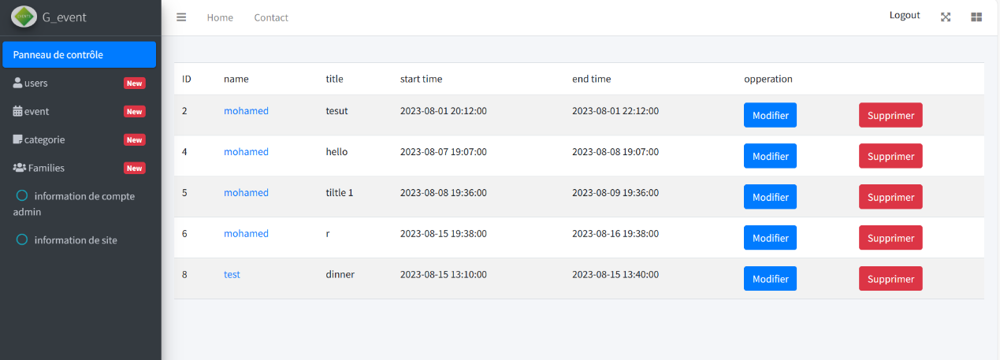 G_event
Home Contact Logout
Panneau de contrôle
users New
event New
categorie New
Families New
information de compte
admin
information de site
ID name title start time end time opperation
2 mohamed tesut 2023-08-01 20:12:00 2023-08-01 22:12:00 Modifier Supprimer
4 mohamed hello 2023-08-07 19:07:00 2023-08-08 19:07:00 Modifier Supprimer
5 mohamed tiltle 1 2023-08-08 19:36:00 2023-08-09 19:36:00 Modifier Supprimer
6 mohamed r 2023-08-15 19:38:00 2023-08-16 19:38:00 Modifier Supprimer
8 test dinner 2023-08-15 13:10:00 2023-08-15 13:40:00 Modifier Supprimer